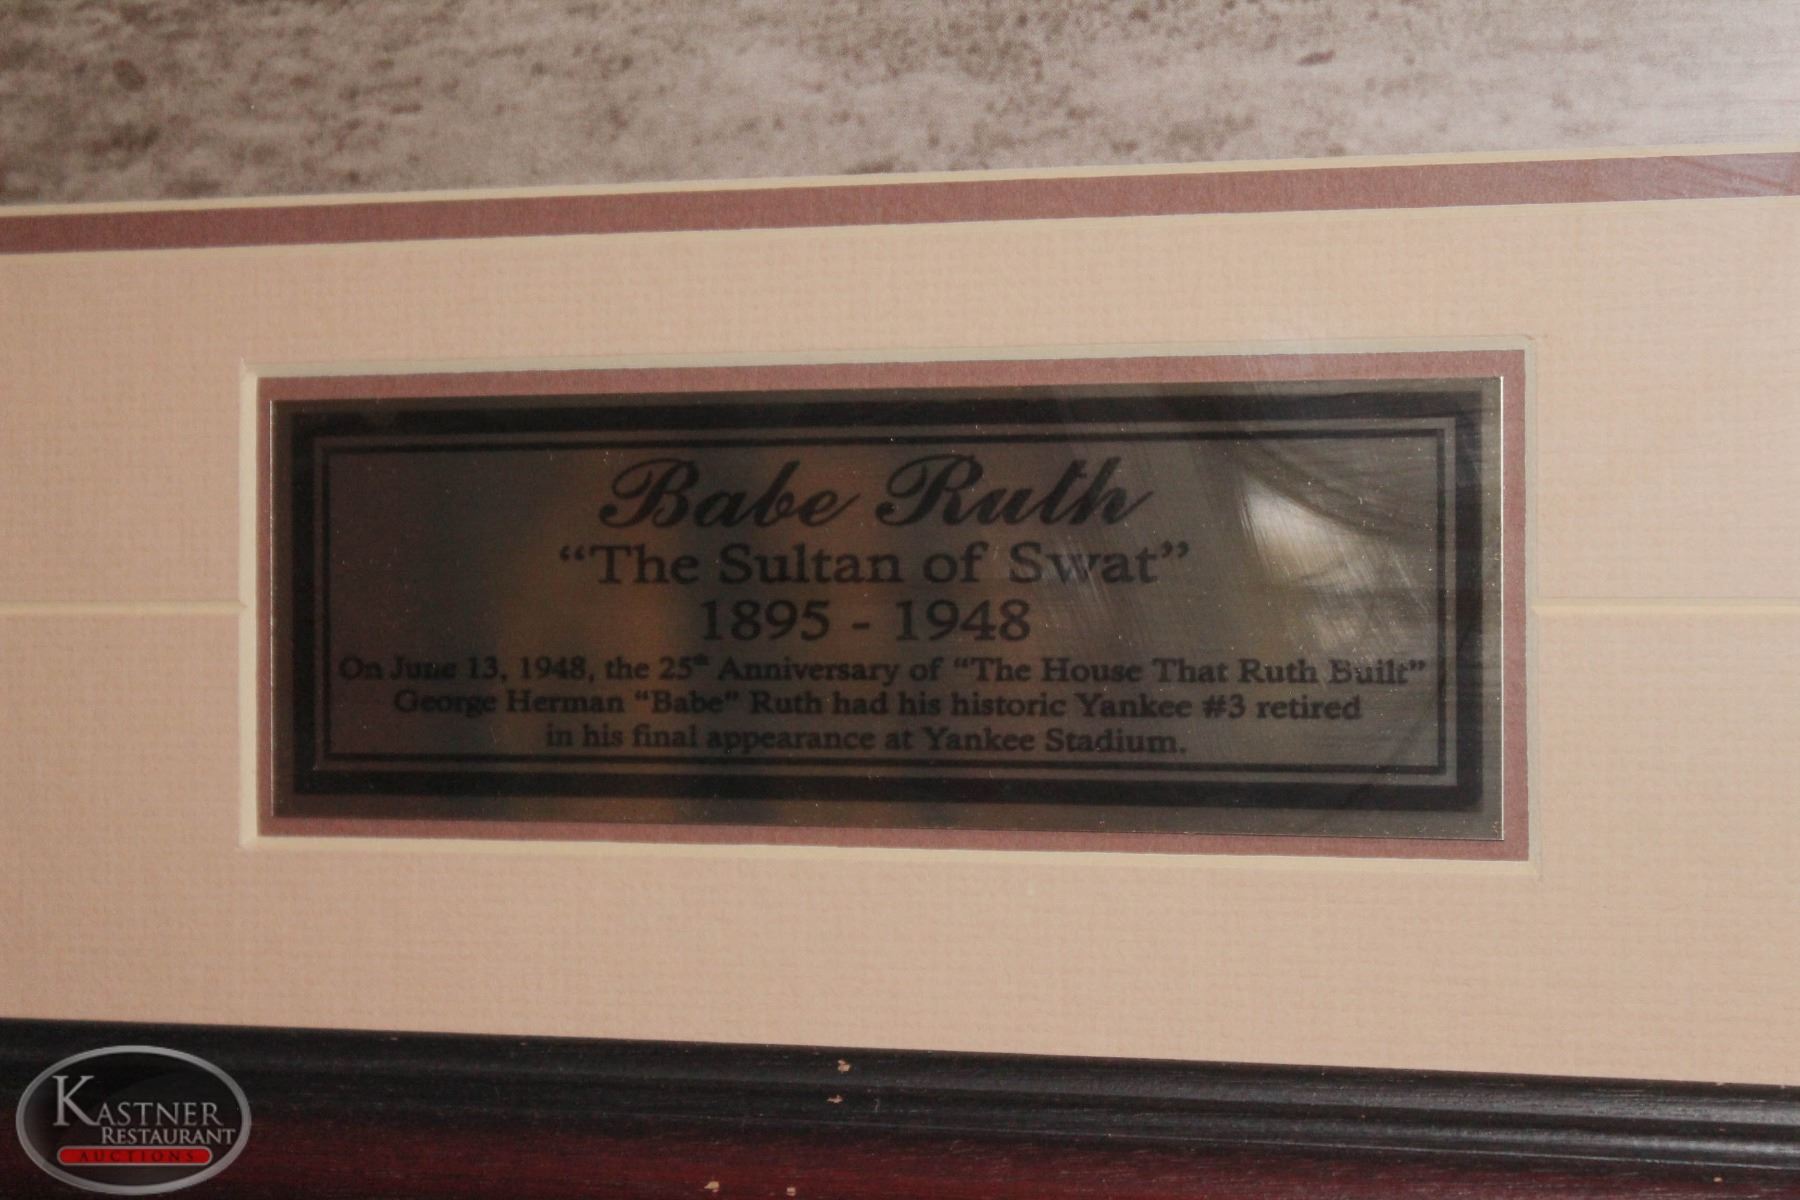 Babe Ruth
“The Sultan of Swat”
1895 - 1948
On June 13, 1948, the 25th Anniversary of “The House That Ruth Built”
George Herman “Babe” Ruth had his historic Yankee #3 retired
in his final appearance at Yankee Stadium.
KASTNER
RESTAURANT
AUCTIONS